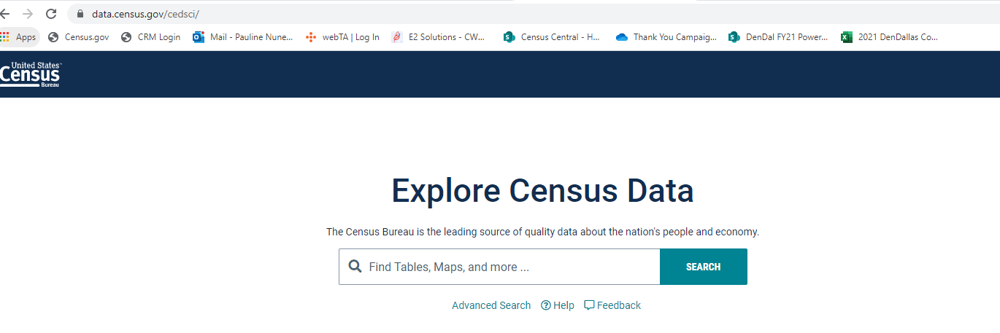 data.census.gov/cedsci/
Apps Census.gov CRM Login Mail - Pauline Nune... webTA | Log In E2 Solutions - CW... Census Central - H... Thank You Campaig... DenDal FY21 Power... 2021 DenDallas Co...
United States™
Census
Bureau
Explore Census Data
The Census Bureau is the leading source of quality data about the nation's people and economy.
Find Tables, Maps, and more ... SEARCH
Advanced Search Help Feedback